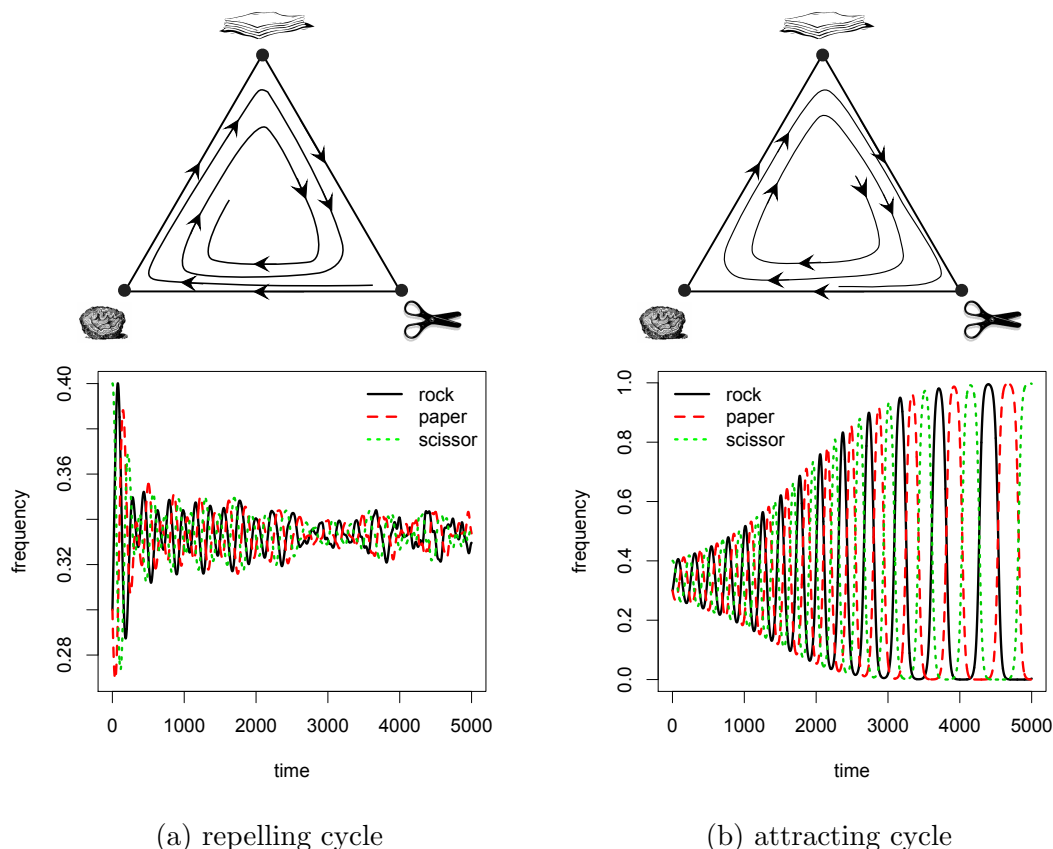 0.40
0.36
0.32
0.28
frequency
rock
paper
scissor
0
1000
2000
3000
4000
5000
time
(a) repelling cycle
1.0
0.8
0.6
0.4
0.2
0.0
frequency
rock
paper
scissor
0
1000
2000
3000
4000
5000
time
(b) attracting cycle